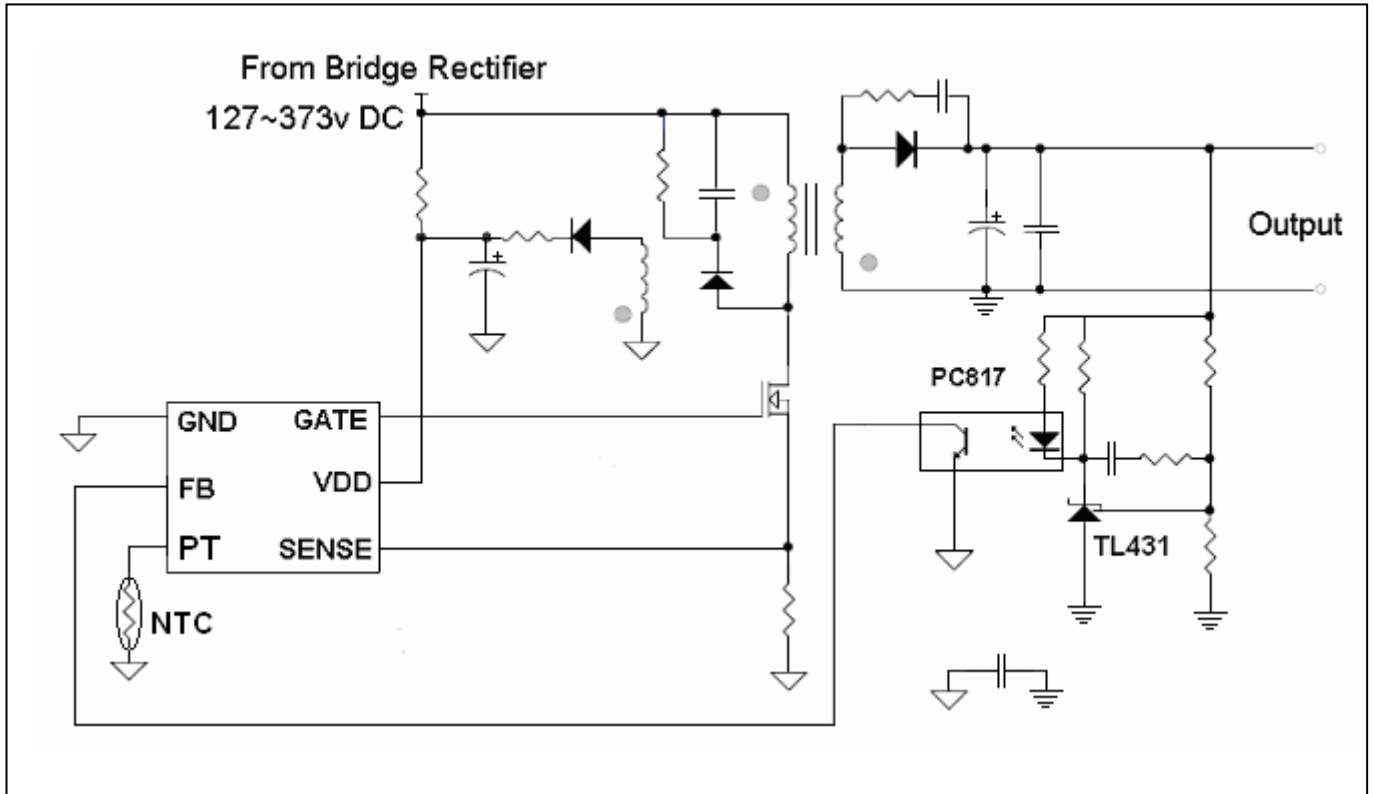 From Bridge Rectifier
127~373v DC
+
+
Output
PC817
GND GATE
FB VDD
PT SENSE
TL431
NTC